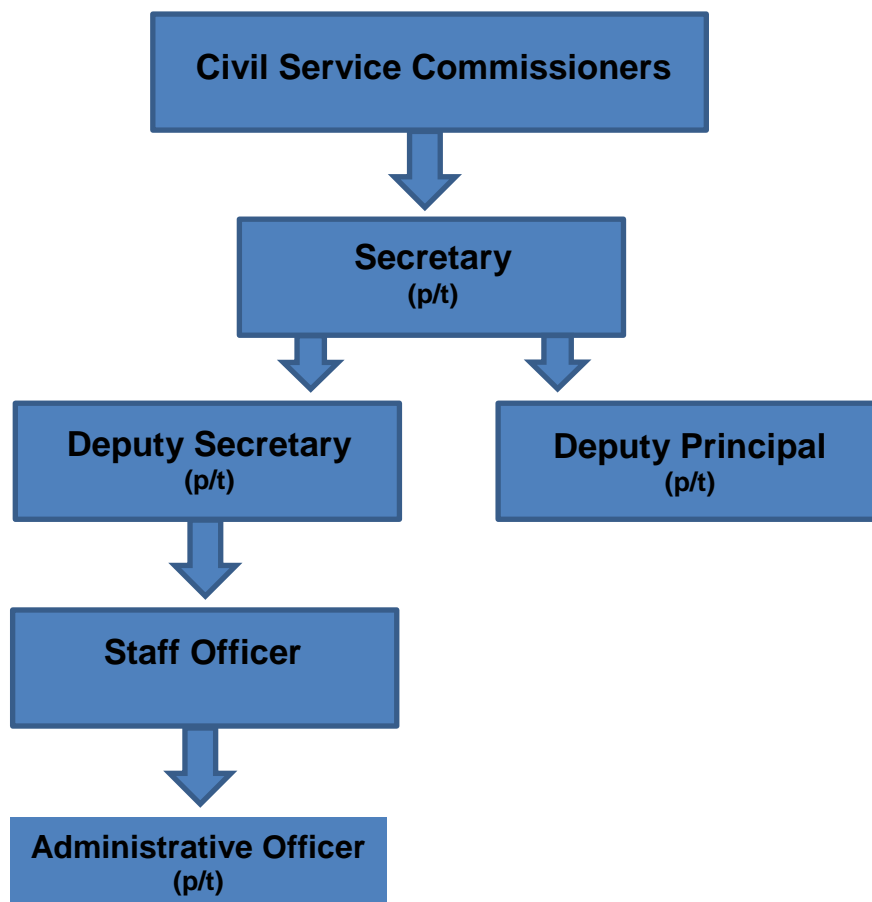 Civil Service Commissioners
Secretary
(p/t)
Deputy Secretary
(p/t)
Deputy Principal
(p/t)
Staff Officer
Administrative Officer
(p/t)